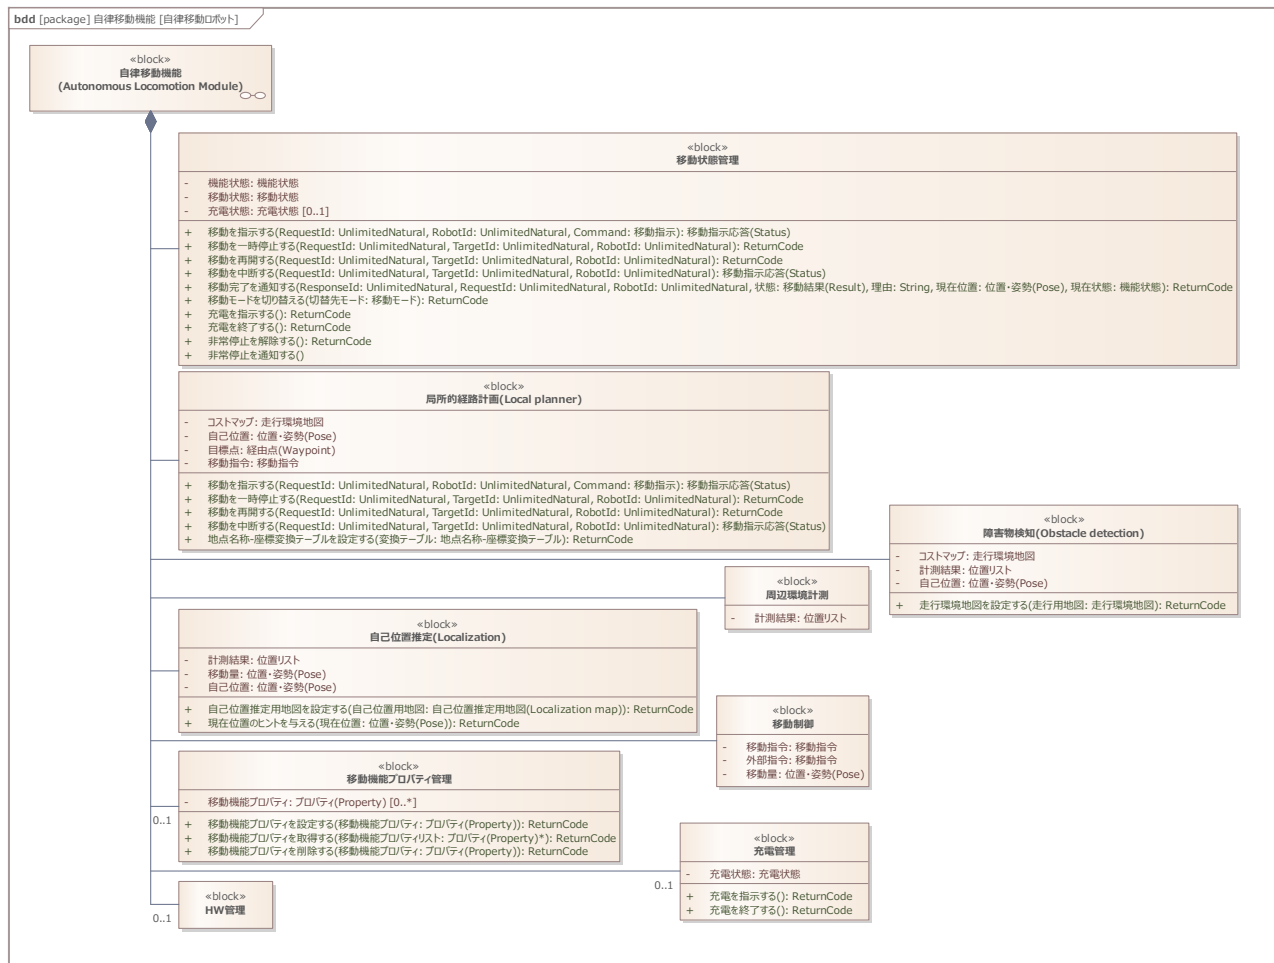 bdd [package] 自律移動機能 [自律移動ロボット]
«block»
自律移動機能
(Autonomous Locomotion Module)
«block»
移動状態管理
- 機能状態: 機能状態
- 移動状態: 移動状態
- 充電状態: 充電状態 [0..1]
+ 移動を指示する(RequestId: UnlimitedNatural, RobotId: UnlimitedNatural, Command: 移動指示): 移動指示応答(Status)
+ 移動を一時停止する(RequestId: UnlimitedNatural, TargetId: UnlimitedNatural, RobotId: UnlimitedNatural): ReturnCode
+ 移動を再開する(RequestId: UnlimitedNatural, TargetId: UnlimitedNatural, RobotId: UnlimitedNatural): ReturnCode
+ 移動を中断する(RequestId: UnlimitedNatural, TargetId: UnlimitedNatural, RobotId: UnlimitedNatural): 移動指示応答(Status)
+ 移動完了を通知する(ResponseId: UnlimitedNatural, RequestId: UnlimitedNatural, RobotId: UnlimitedNatural, 状態: 移動結果(Result), 理由: String, 現在位置: 位置・姿勢(Pose), 現在状態: 機能状態): ReturnCode
+ 移動モードを切り替える(切替先モード: 移動モード): ReturnCode
+ 充電を指示する(): ReturnCode
+ 充電を終了する(): ReturnCode
+ 非常停止を解除する(): ReturnCode
+ 非常停止を通知する()
«block»
局所的経路計画(Local planner)
- コストマップ: 走行環境地図
- 自己位置: 位置・姿勢(Pose)
- 目標点: 経由点(Waypoint)
- 移動指令: 移動指令
+ 移動を指示する(RequestId: UnlimitedNatural, RobotId: UnlimitedNatural, Command: 移動指示): 移動指示応答(Status)
+ 移動を一時停止する(RequestId: UnlimitedNatural, TargetId: UnlimitedNatural, RobotId: UnlimitedNatural): ReturnCode
+ 移動を再開する(RequestId: UnlimitedNatural, TargetId: UnlimitedNatural, RobotId: UnlimitedNatural): ReturnCode
+ 移動を中断する(RequestId: UnlimitedNatural, TargetId: UnlimitedNatural, RobotId: UnlimitedNatural): 移動指示応答(Status)
+ 地点名称-座標変換テーブルを設定する(変換テーブル: 地点名称-座標変換テーブル): ReturnCode
«block»
障害物検知(Obstacle detection)
- コストマップ: 走行環境地図
- 計測結果: 位置リスト
- 自己位置: 位置・姿勢(Pose)
+ 走行環境地図を設定する(走行用地図: 走行環境地図): ReturnCode
«block»
周辺環境計測
- 計測結果: 位置リスト
«block»
自己位置推定(Localization)
- 計測結果: 位置リスト
- 移動量: 位置・姿勢(Pose)
- 自己位置: 位置・姿勢(Pose)
+ 自己位置推定用地図を設定する(自己位置用地図: 自己位置推定用地図(Localization map)): ReturnCode
+ 現在位置のヒントを与える(現在位置: 位置・姿勢(Pose)): ReturnCode
«block»
移動制御
- 移動指令: 移動指令
- 外部指令: 移動指令
- 移動量: 位置・姿勢(Pose)
«block»
移動機能プロパティ管理
- 移動機能プロパティ: プロパティ(Property) [0..*]
+ 移動機能プロパティを設定する(移動機能プロパティ: プロパティ(Property)): ReturnCode
+ 移動機能プロパティを取得する(移動機能プロパティリスト: プロパティ(Property)*): ReturnCode
+ 移動機能プロパティを削除する(移動機能プロパティ: プロパティ(Property)): ReturnCode
0..1
«block»
充電管理
- 充電状態: 充電状態
+ 充電を指示する(): ReturnCode
+ 充電を終了する(): ReturnCode
0..1
«block»
HW管理
0..1